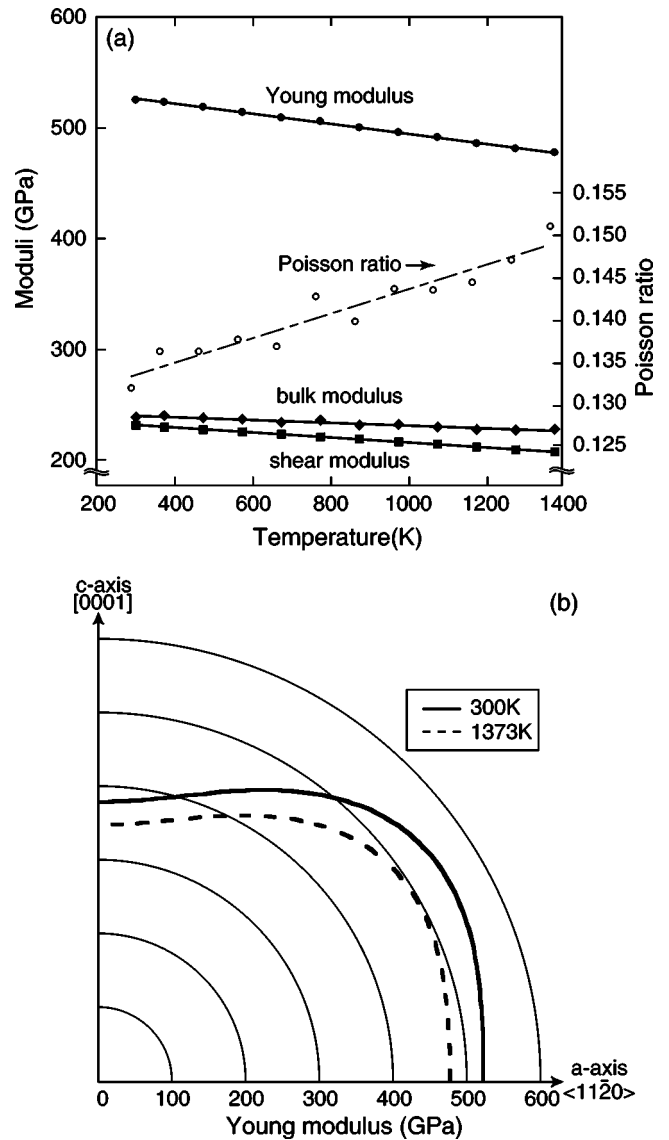 (a)
600
500
400
300
200
Moduli (GPa)
Young modulus
Poisson ratio
bulk modulus
shear modulus
0.155
0.150
0.145
0.140
0.135
0.130
0.125
Poisson ratio
200 400 600 800 1000 1200 1400
Temperature(K)
c-axis
[0001]
(b)
300K
1373K
0 100 200 300 400 500 600
a-axis
<112̄0>
Young modulus (GPa)